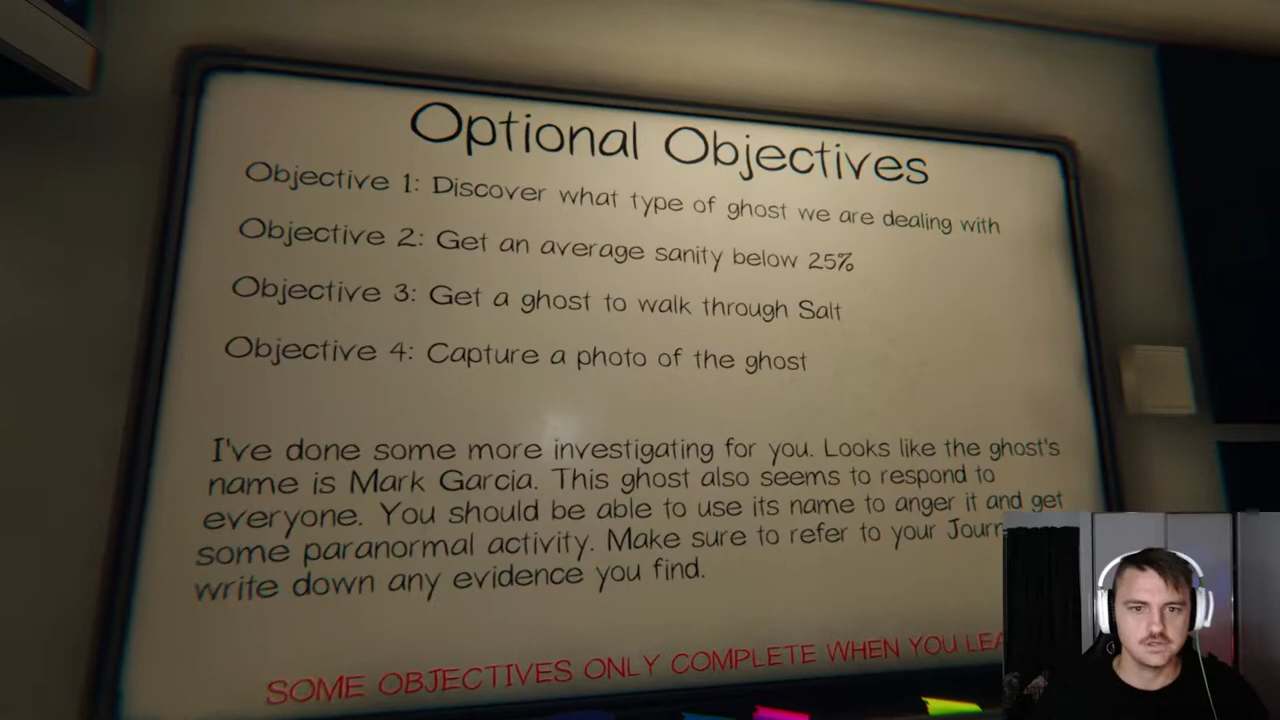 Optional Objectives
Objective 1: Discover what type of ghost we are dealing with
Objective 2: Get an average sanity below 25%
Objective 3: Get a ghost to walk through Salt
Objective 4: Capture a photo of the ghost
I've done some more investigating for you. Looks like the ghost's
name is Mark Garcia. This ghost also seems to respond to
everyone. You should be able to use its name to anger it and get
some paranormal activity. Make sure to refer to your
write down any evidence you find.
SOME OBJECTIVES ONLY COMPLETE WHEN YOU